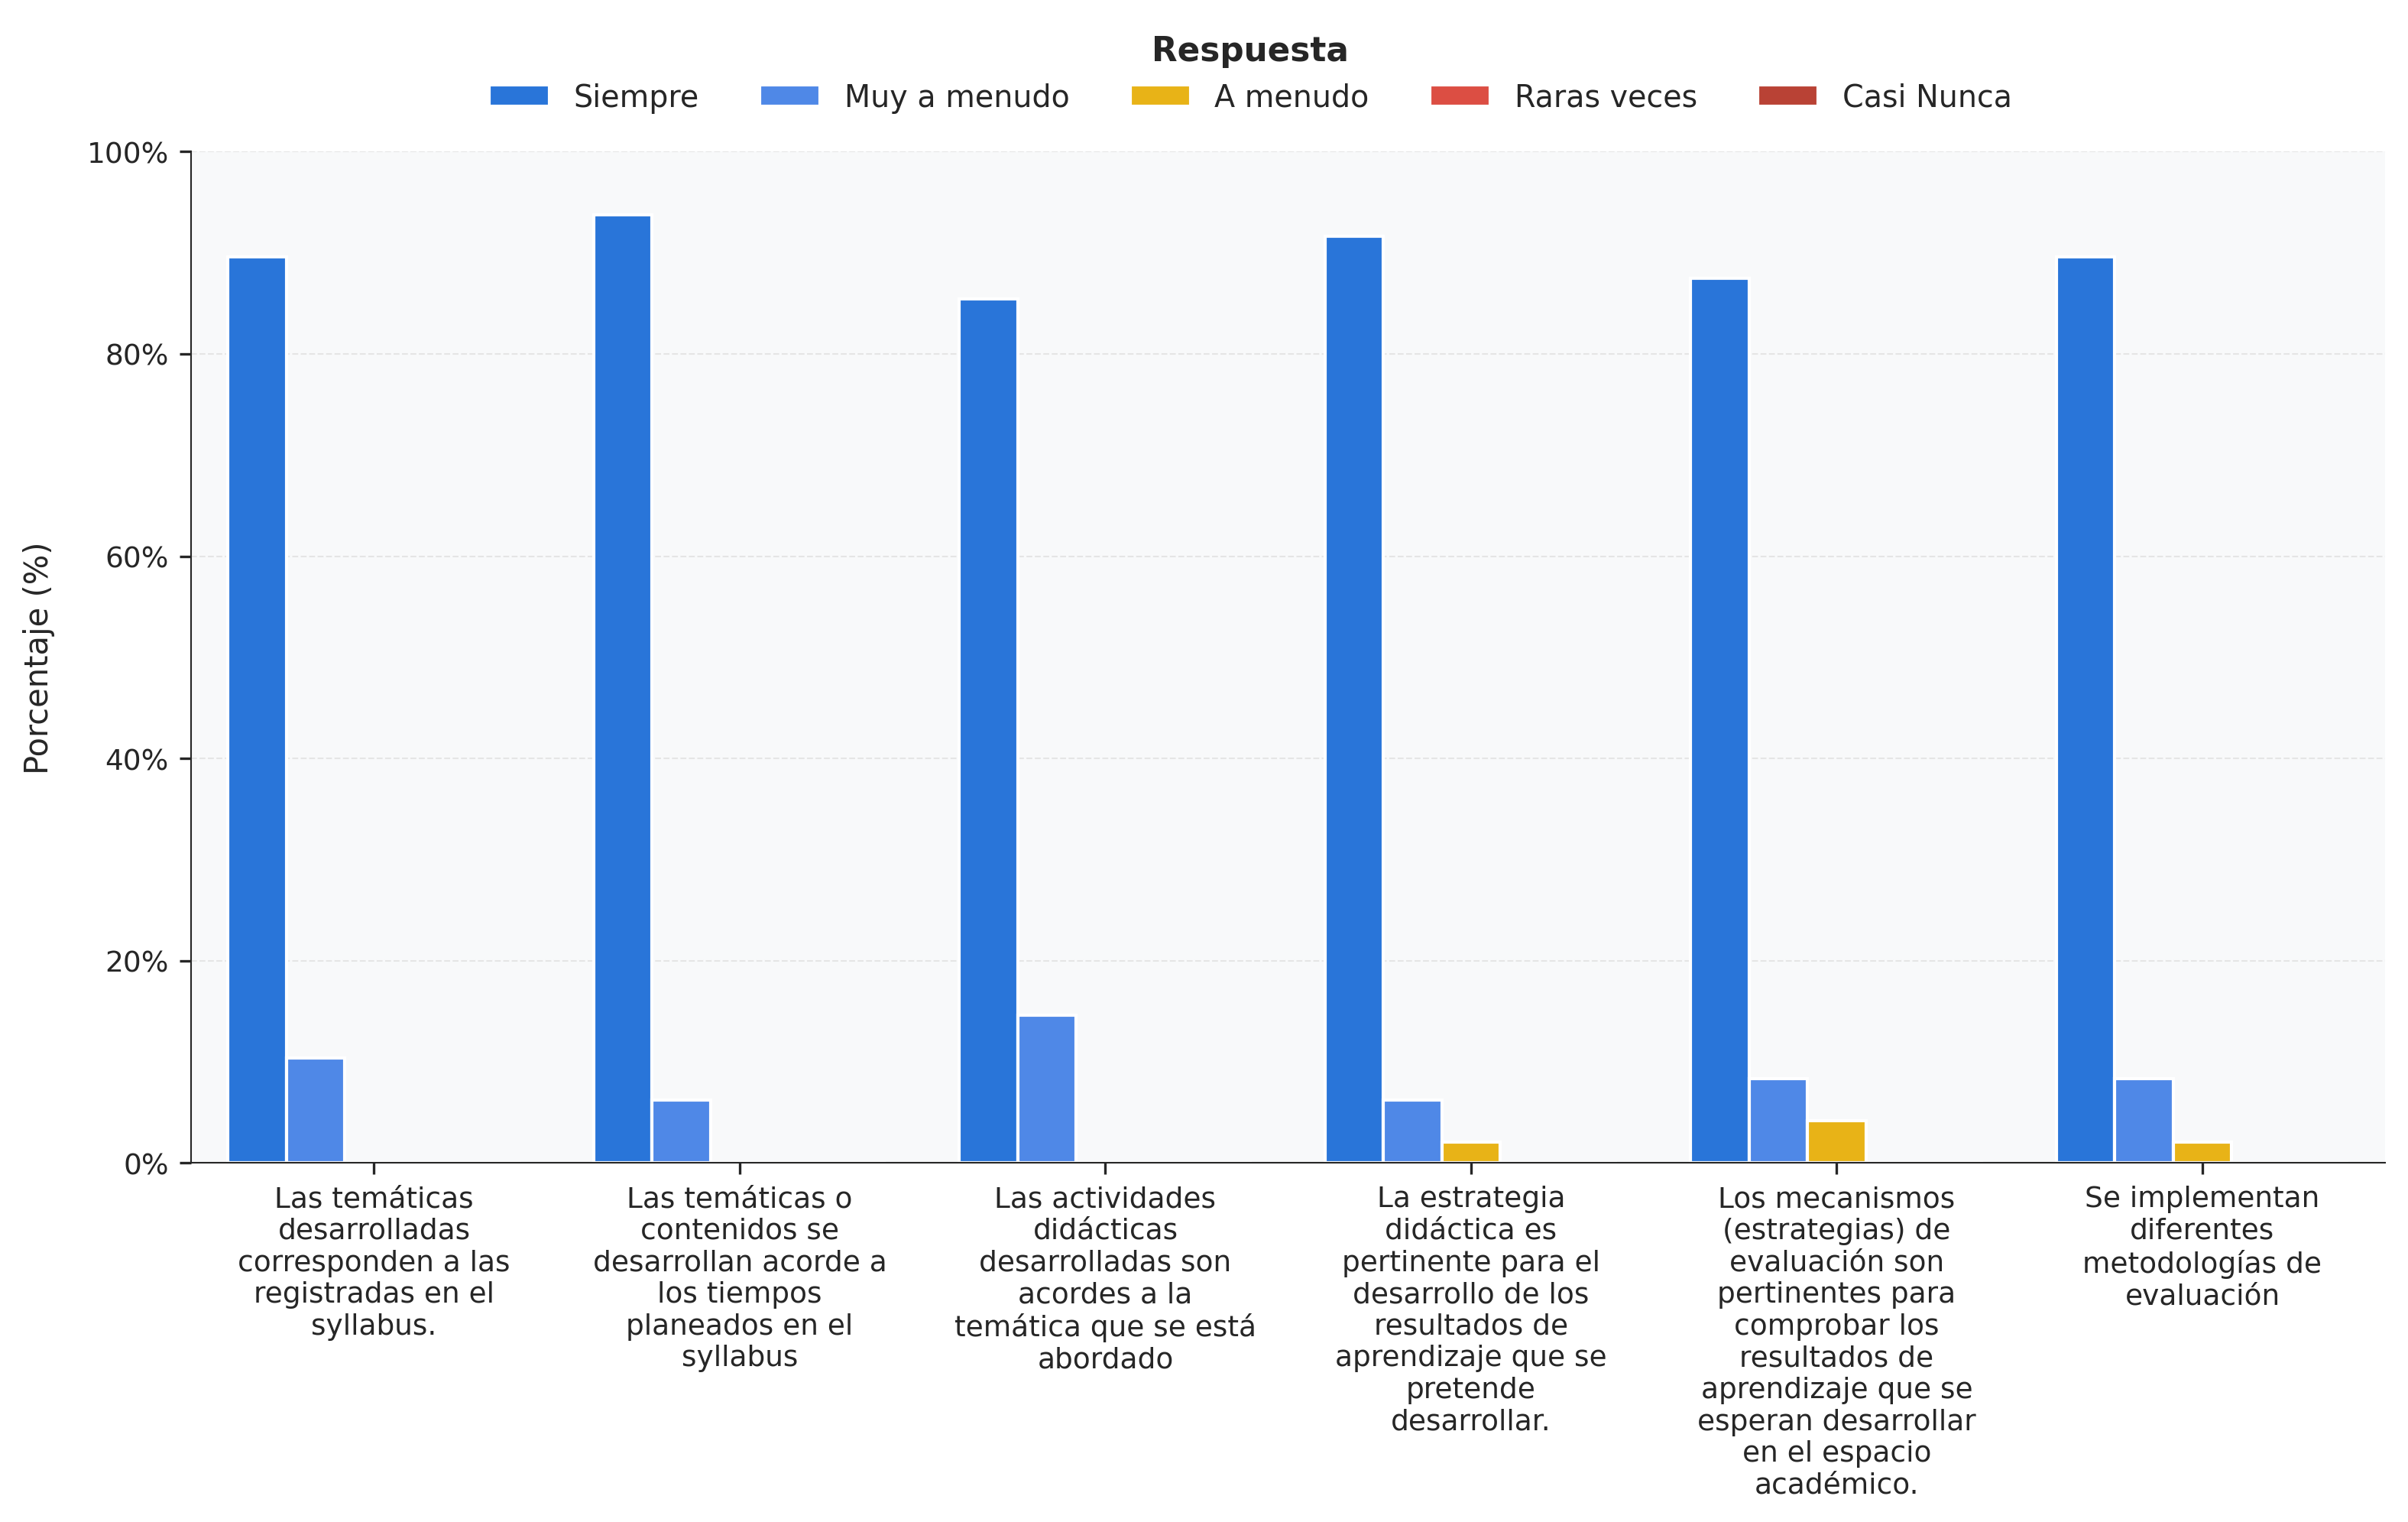 Respuesta
Siempre Muy a menudo A menudo Raras veces Casi Nunca
100%
80%
60%
40%
20%
0%
Porcentaje (%)
Las temáticas
desarrolladas
corresponden a las
registradas en el
syllabus.
Las temáticas o
contenidos se
desarrollan acorde a
los tiempos
planeados en el
syllabus
Las actividades
didácticas
desarrolladas son
acordes a la
temática que se está
abordado
La estrategia
didáctica es
pertinente para el
desarrollo de los
resultados de
aprendizaje que se
pretende
desarrollar.
Los mecanismos
(estrategias) de
evaluación son
pertinentes para
comprobar los
resultados de
aprendizaje que se
esperan desarrollar
en el espacio
académico.
Se implementan
diferentes
metodologías de
evaluación